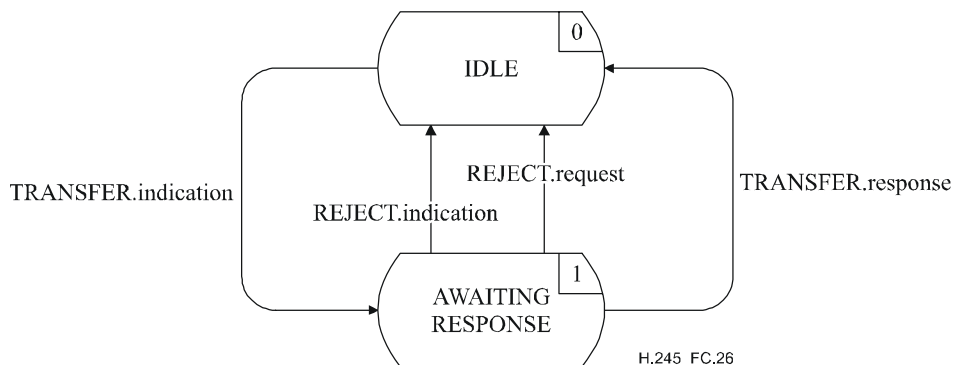 0
IDLE
REJECT.request
TRANSFER.indication
TRANSFER.response
REJECT.indication
1
AWAITING
RESPONSE
H.245 FC.26